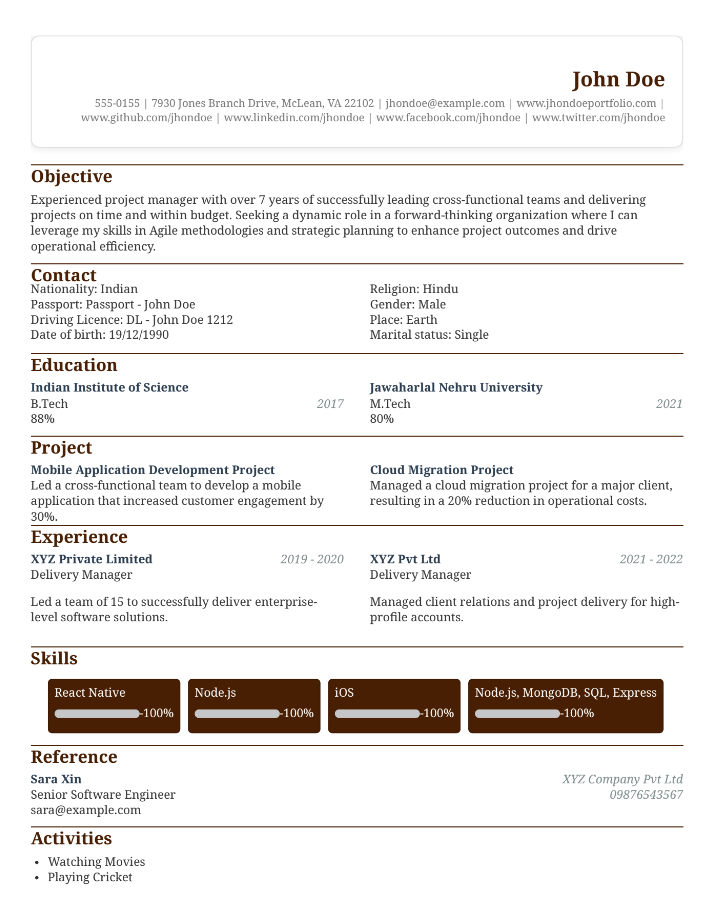 John Doe
555-0155 | 7930 Jones Branch Drive, McLean, VA 22102 | jhondoe@example.com | www.jhondoeportfolio.com |
www.github.com/jhondoe | www.linkedin.com/jhondoe | www.facebook.com/jhondoe | www.twitter.com/jhondoe
Objective
Experienced project manager with over 7 years of successfully leading cross-functional teams and delivering
projects on time and within budget. Seeking a dynamic role in a forward-thinking organization where I can
leverage my skills in Agile methodologies and strategic planning to enhance project outcomes and drive
operational efficiency.
Contact
Nationality: Indian
Passport: Passport - John Doe
Driving Licence: DL - John Doe 1212
Date of birth: 19/12/1990
Religion: Hindu
Gender: Male
Place: Earth
Marital status: Single
Education
Indian Institute of Science
B.Tech 2017
88%
Jawaharlal Nehru University
M.Tech 2021
80%
Project
Mobile Application Development Project
Led a cross-functional team to develop a mobile
application that increased customer engagement by
30%.
Cloud Migration Project
Managed a cloud migration project for a major client,
resulting in a 20% reduction in operational costs.
Experience
XYZ Private Limited 2019 - 2020
Delivery Manager
Led a team of 15 to successfully deliver enterprise-
level software solutions.
XYZ Pvt Ltd 2021 - 2022
Delivery Manager
Managed client relations and project delivery for high-
profile accounts.
Skills
React Native
-100%
Node.js
-100%
iOS
-100%
Node.js, MongoDB, SQL, Express
-100%
Reference
Sara Xin XYZ Company Pvt Ltd
Senior Software Engineer 09876543567
sara@example.com
Activities
• Watching Movies
• Playing Cricket